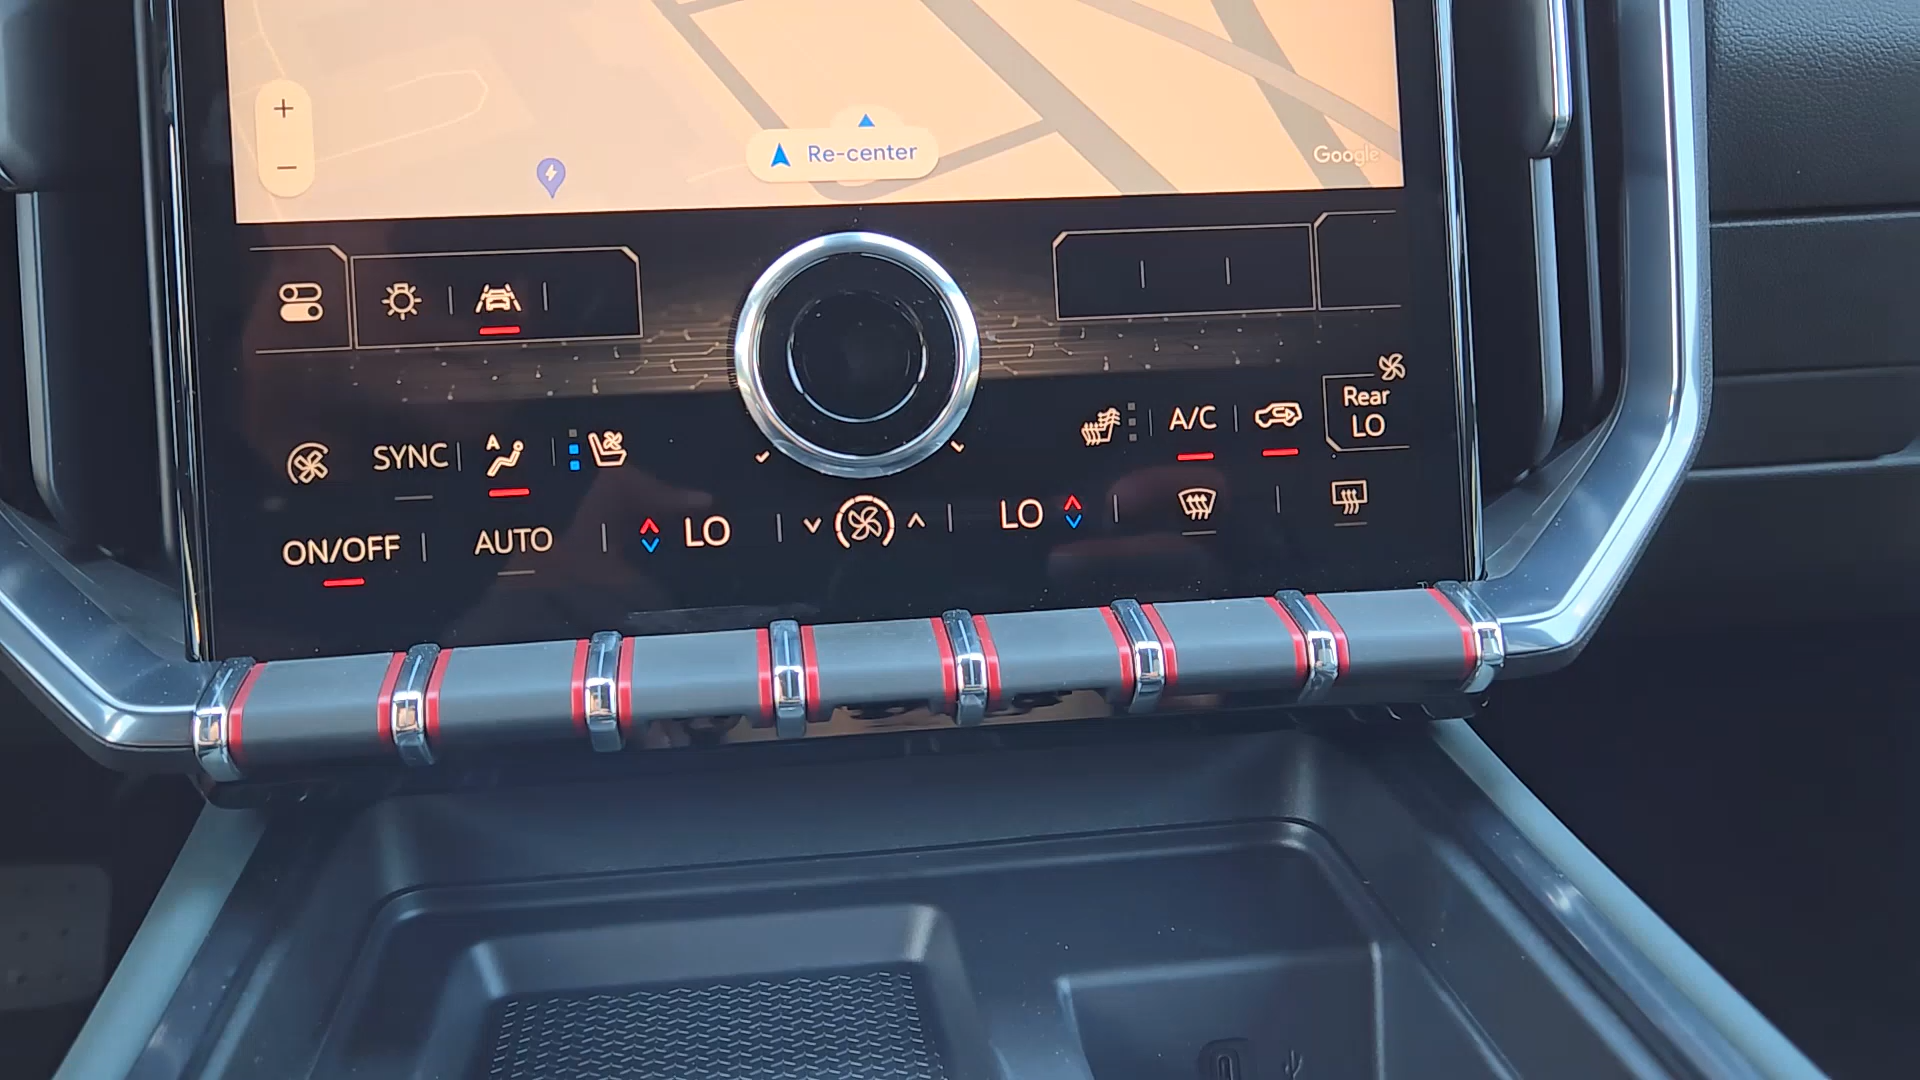 +
−
Re-center
Google
Rear
LO
SYNC
A
A/C
ON/OFF
AUTO
LO
LO